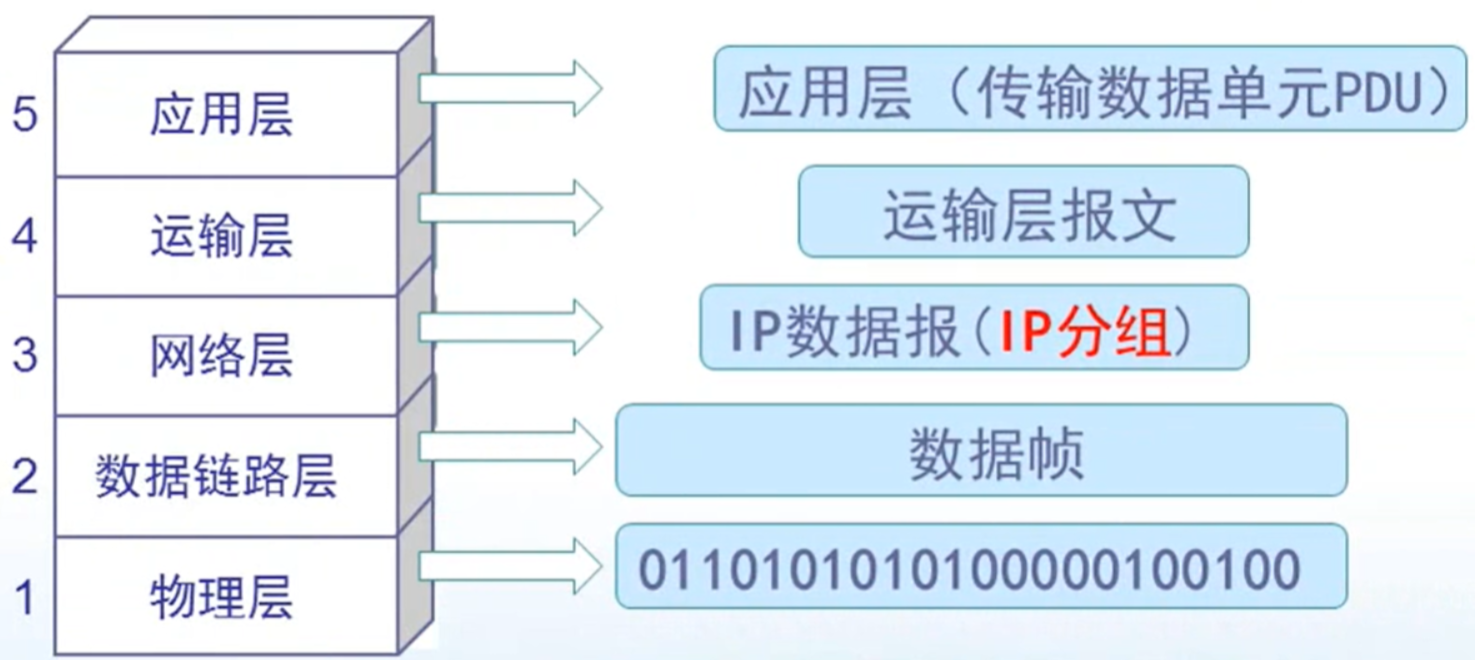 5 应用层 应用层（传输数据单元PDU）
4 运输层 运输层报文
3 网络层 IP数据报(IP分组)
2 数据链路层 数据帧
1 物理层 0110101010100000100100